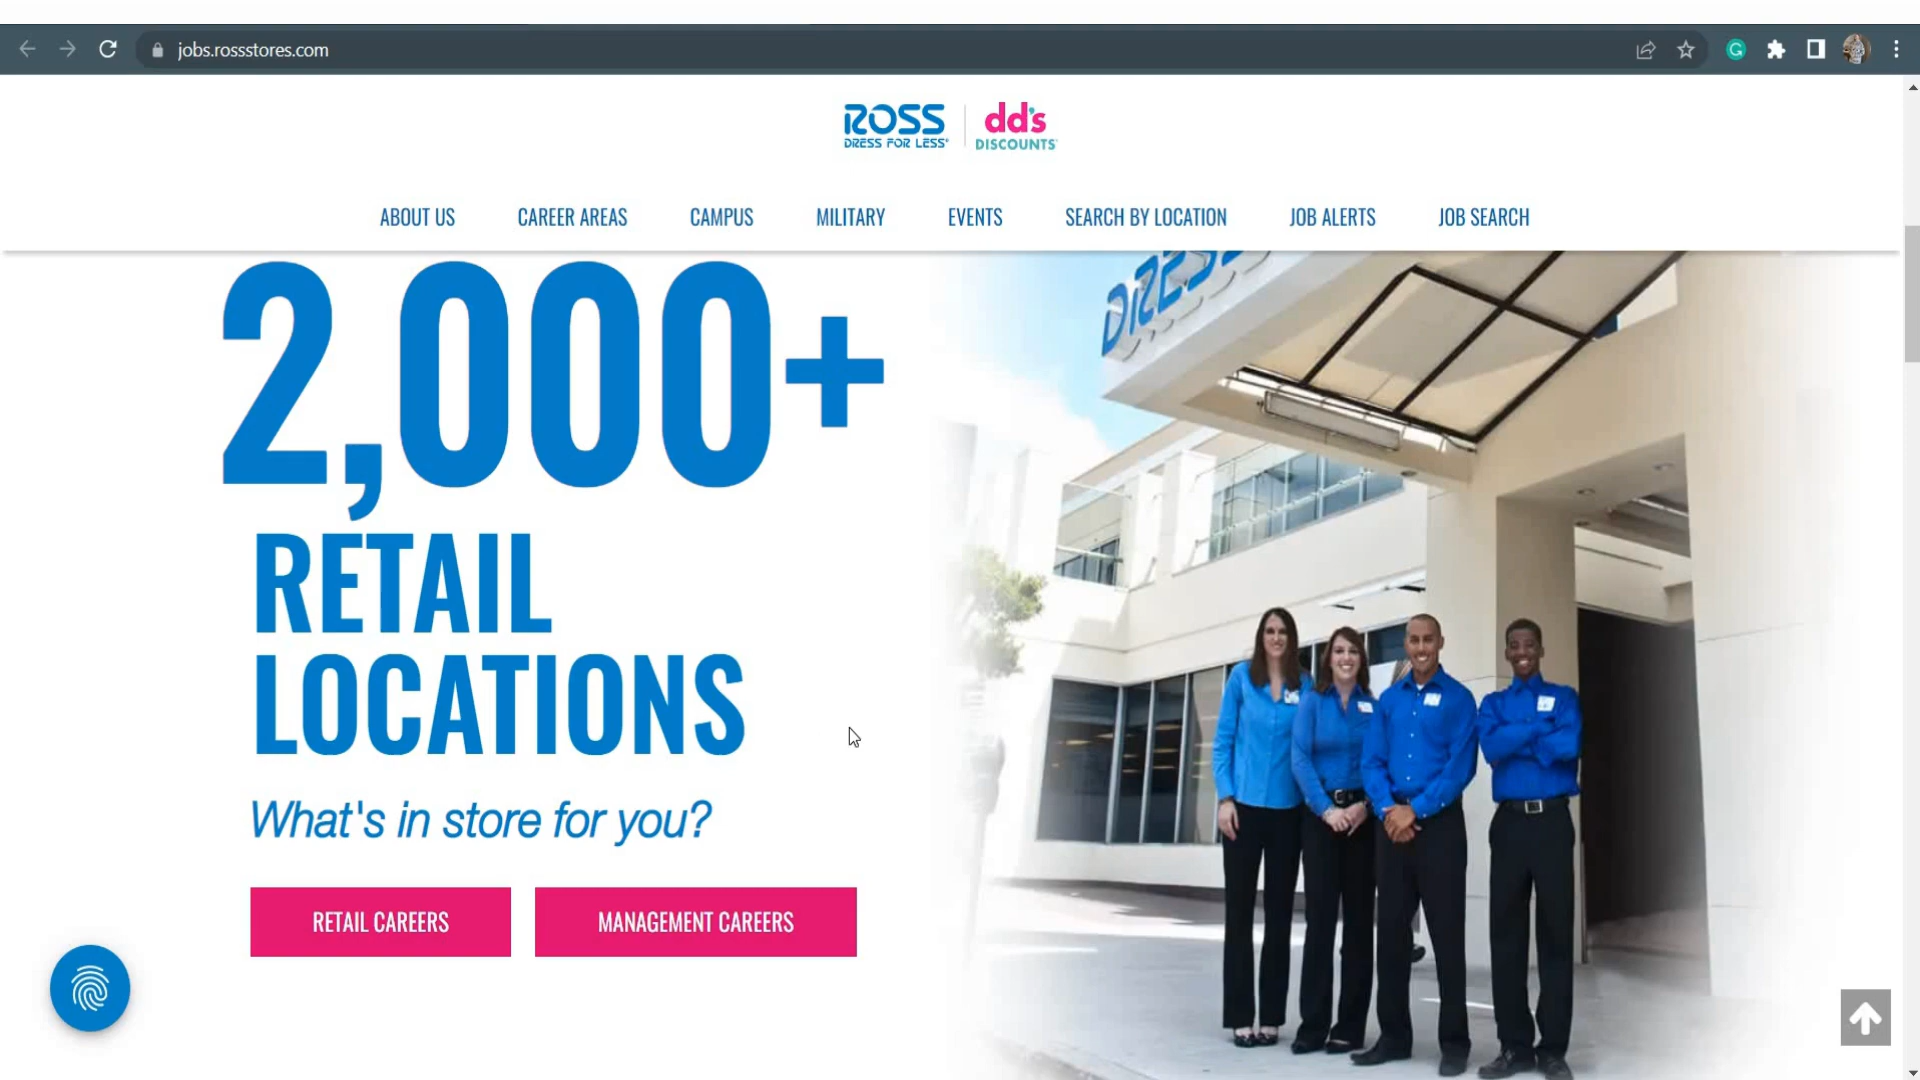 jobs.rossstores.com
ROSS
DRESS FOR LESS®
dd's
DISCOUNTS
ABOUT US
CAREER AREAS
CAMPUS
MILITARY
EVENTS
SEARCH BY LOCATION
JOB ALERTS
JOB SEARCH
2,000+
RETAIL
LOCATIONS
What's in store for you?
RETAIL CAREERS
MANAGEMENT CAREERS
DRESS